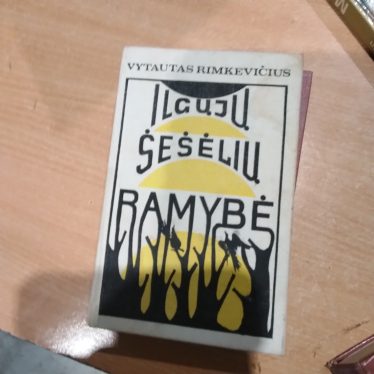 VYTAUTAS RIMKEVIČIUS
ILGŲJŲ
ŠEŠĖLIŲ
RAMYBĖ